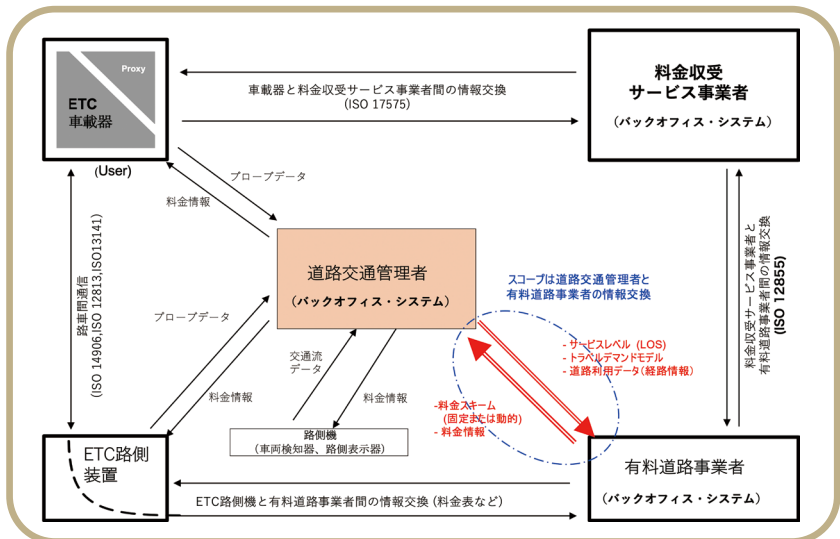 Proxy
ETC
車載器
(User)
車載器と料金収受サービス事業者間の情報交換
(ISO 17575)
料金収受
サービス事業者
(バックオフィス・システム)
プローブデータ
料金情報
路車間通信
(ISO 14906,ISO 12813,ISO13141)
道路交通管理者
(バックオフィス・システム)
スコープは道路交通管理者と
有料道路事業者の情報交換
料金収受サービス事業者と
有料道路事業者間の情報交換
(ISO 12855)
プローブデータ
料金情報
交通流
データ
料金情報
- サービスレベル (LOS)
- トラベルデマンドモデル
- 道路利用データ(経路情報)
-料金スキーム
(固定または動的)
- 料金情報
路側機
(車両検知器、路側表示器)
ETC路側
装置
有料道路事業者
(バックオフィス・システム)
ETC路側機と有料道路事業者間の情報交換 (料金表など)